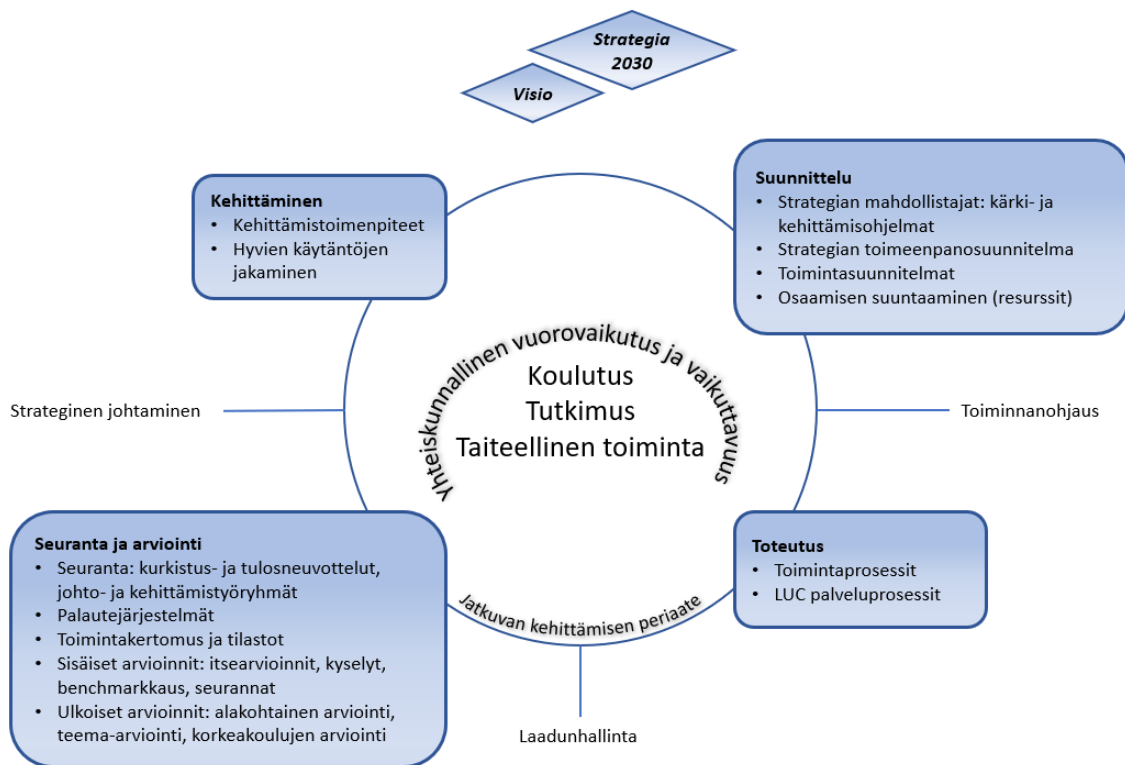 Strategia
2030
Visio
Kehittäminen
• Kehittämistoimenpiteet
• Hyvien käytäntöjen
jakaminen
Suunnittelu
• Strategian mahdollistajat: kärki- ja
kehittämisohjelmat
• Strategian toimeenpanosuunnitelma
• Toimintasuunnitelmat
• Osaamisen suuntaaminen (resurssit)
Yhteiskunnallinen vuorovaikutus ja vaikuttavuus
Koulutus
Tutkimus
Taiteellinen toiminta
Strateginen johtaminen
Toiminnanohjaus
Seuranta ja arviointi
• Seuranta: kurkistus- ja tulosneuvottelut,
johto- ja kehittämistyöryhmät
• Palautejärjestelmät
• Toimintakertomus ja tilastot
• Sisäiset arvioinnit: itsearvioinnit, kyselyt,
benchmarkkaus, seurannat
• Ulkoiset arvioinnit: alakohtainen arviointi,
teema-arviointi, korkeakoulujen arviointi
Toteutus
• Toimintaprosessit
• LUC palveluprosessit
Jatkuvan kehittämisen periaate
Laadunhallinta